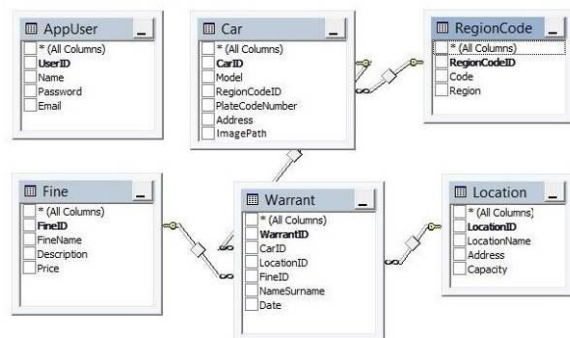 AppUser
* (All Columns)
UserID
Name
Password
Email
Car
* (All Columns)
CarID
Model
RegionCodeID
PlateCodeNumber
Address
ImagePath
RegionCode
* (All Columns)
RegionCodeID
Code
Region
Fine
* (All Columns)
FineID
FineName
Description
Price
Warrant
* (All Columns)
WarrantID
CarID
LocationID
FineID
NameSurname
Date
Location
* (All Columns)
LocationID
LocationName
Address
Capacity